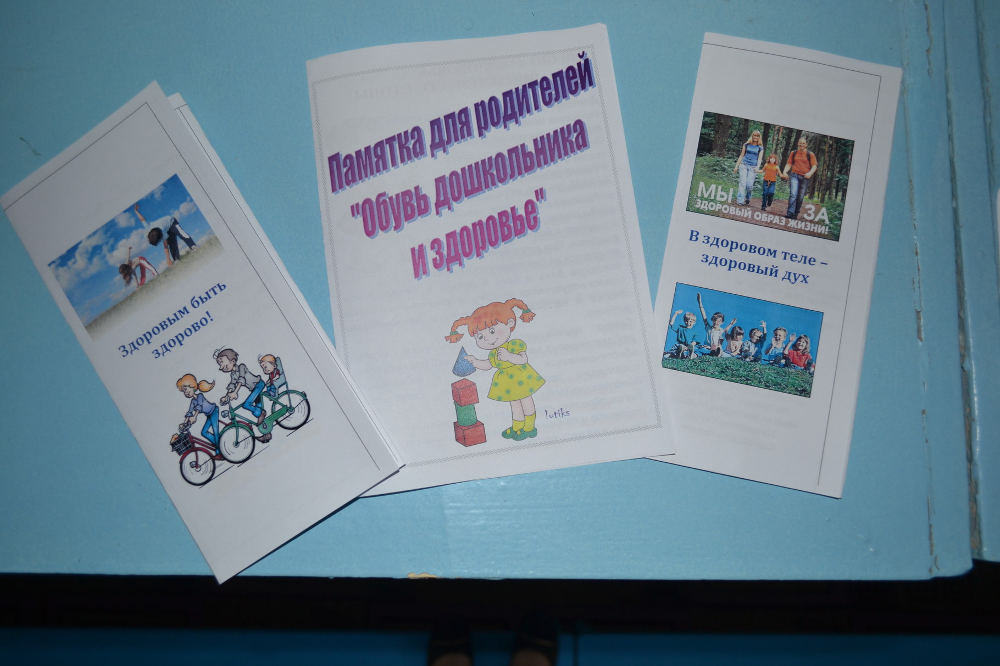 Здоровым быть
здорово!
Памятка для родителей
"Обувь дошкольника
и здоровье"
lutiks
МЫ ЗА
ЗДОРОВЫЙ ОБРАЗ ЖИЗНИ!
В здоровом теле –
здоровый дух